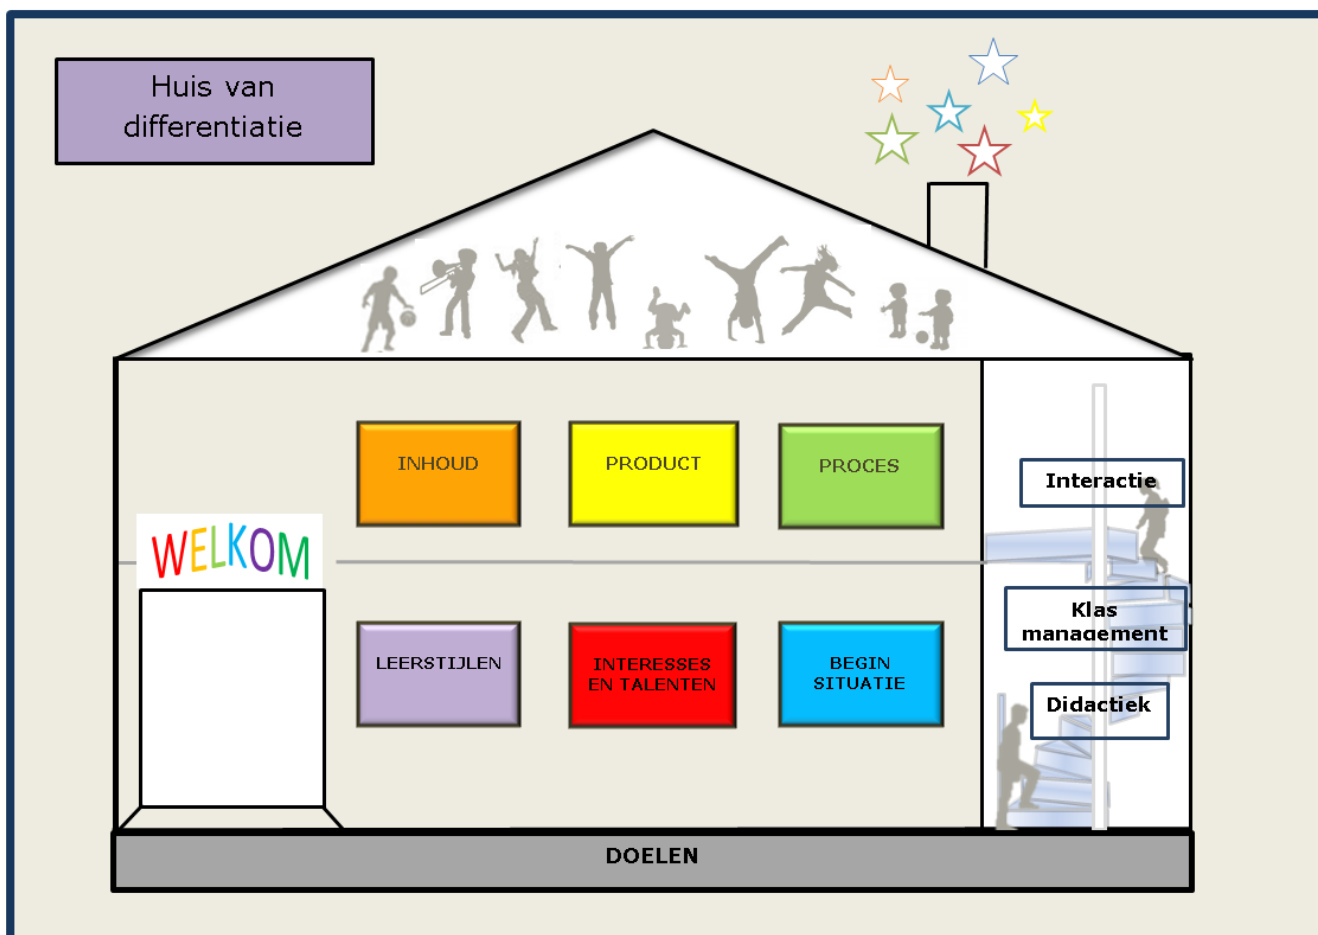 Huis van
differentiatie
INHOUD
PRODUCT
PROCES
Interactie
WELKOM
Klas
management
LEERSTIJLEN
INTERESSES
EN TALENTEN
BEGIN
SITUATIE
Didactiek
DOELEN